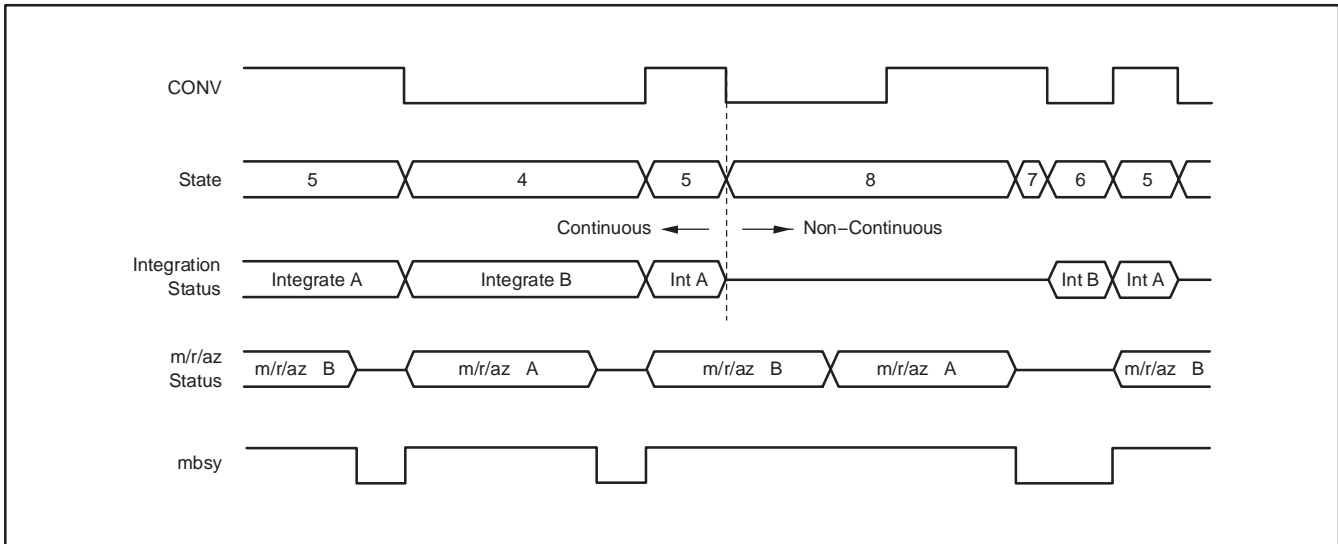 CONV
State 5 4 5 8 7 6 5
Continuous Non−Continuous
Integration
Status
Integrate A Integrate B Int A Int B Int A
m/r/az
Status
m/r/az B m/r/az A m/r/az B m/r/az A m/r/az B
mbsy